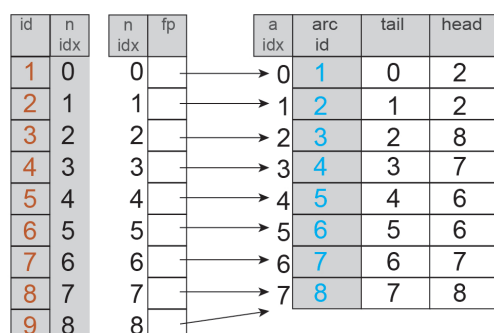 id n n fp a arc tail head
idx idx idx id
1 0 0 0 1 0 2
2 1 1 1 2 1 2
3 2 2 2 3 2 8
4 3 3 3 4 3 7
5 4 4 4 5 4 6
6 5 5 5 6 5 6
7 6 6 6 7 6 7
8 7 7 7 8 7 8
9 8 8